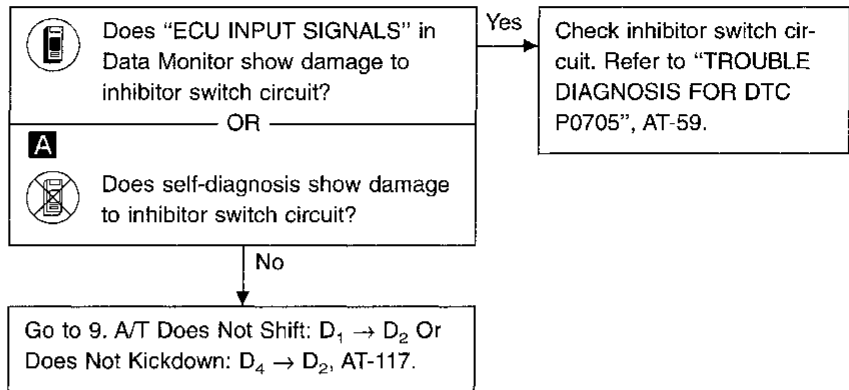 Does “ECU INPUT SIGNALS” in
Data Monitor show damage to
inhibitor switch circuit?
OR
A
Does self-diagnosis show damage
to inhibitor switch circuit?
Yes
Check inhibitor switch cir-
cuit. Refer to “TROUBLE
DIAGNOSIS FOR DTC
P0705”, AT-59.
No
Go to 9. A/T Does Not Shift: D₁ → D₂ Or
Does Not Kickdown: D₄ → D₂, AT-117.